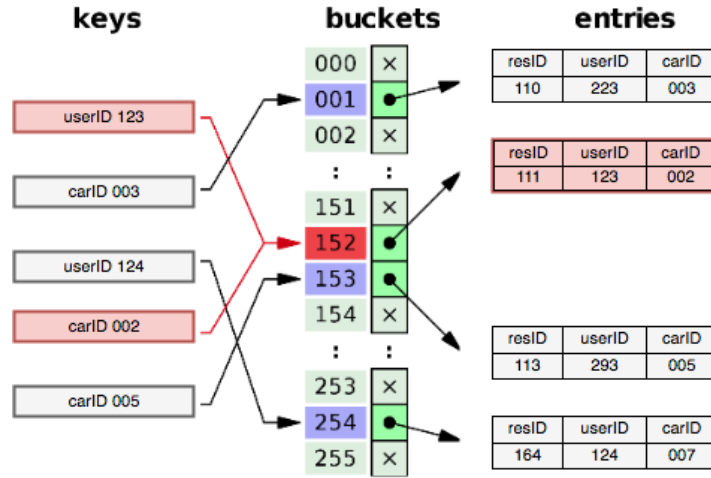 keys
buckets
entries
userID 123
carID 003
userID 124
carID 002
carID 005
000 ×
001
002 ×
: :
151 ×
152
153
154 ×
: :
253 ×
254
255 ×
resID userID carID
110 223 003
resID userID carID
111 123 002
resID userID carID
113 293 005
resID userID carID
164 124 007